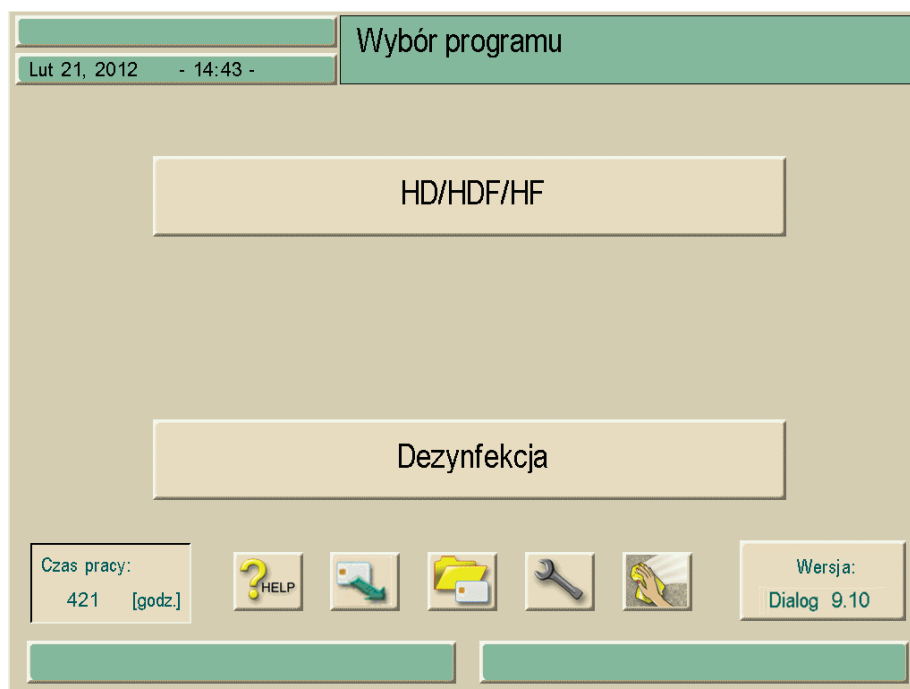 Wybór programu
Lut 21, 2012 - 14:43 -
HD/HDF/HF
Dezynfekcja
Czas pracy:
421 [godz.]
?HELP
Wersja:
Dialog 9.10